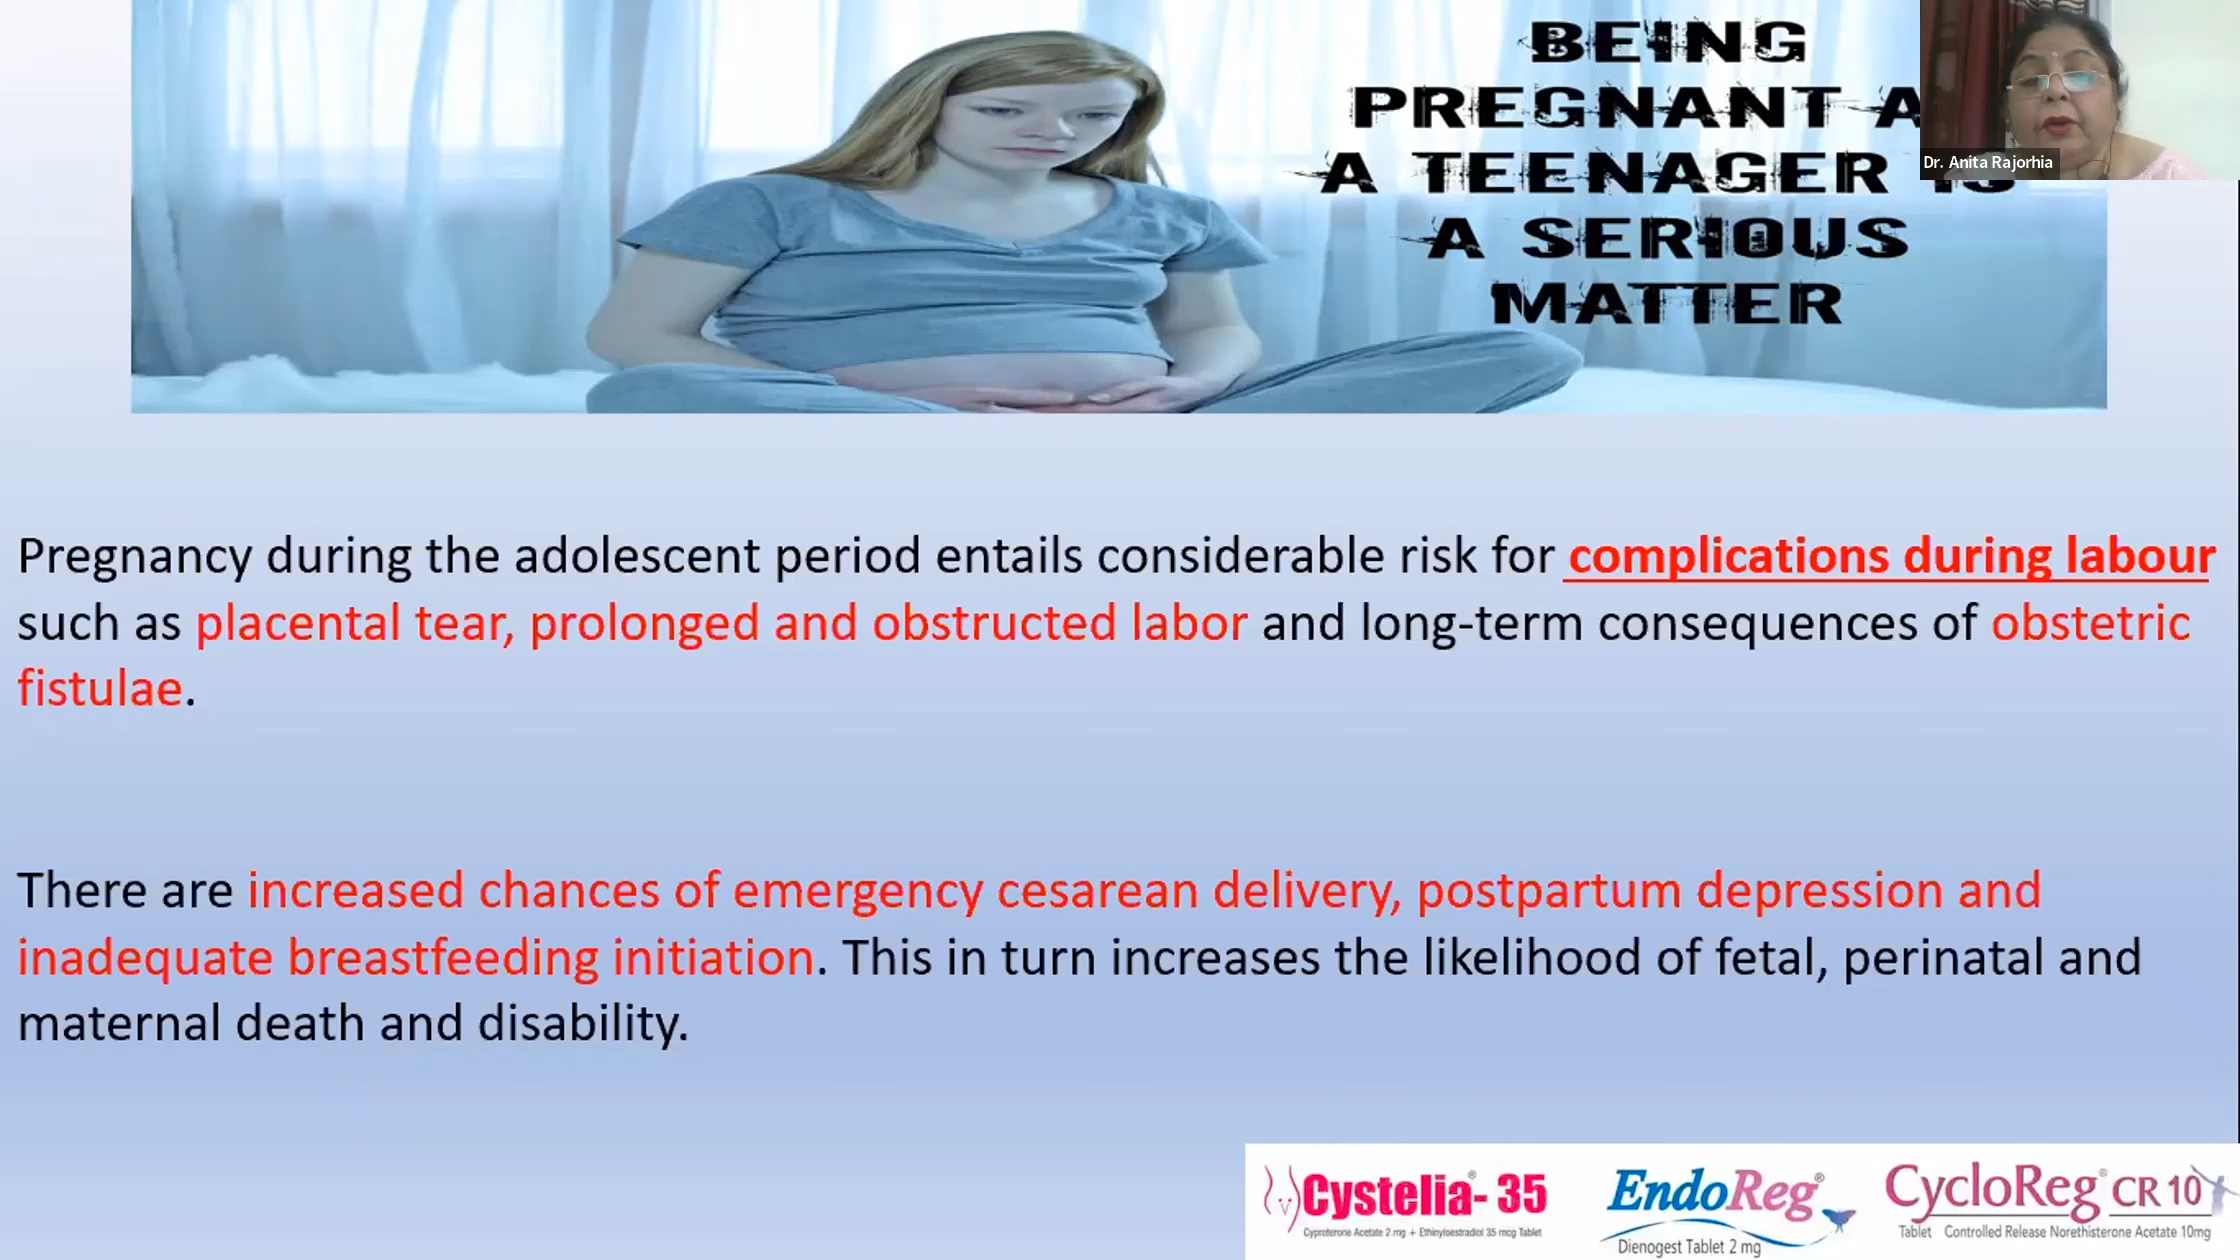 BEING
PREGNANT A
A TEENAGER IS
A SERIOUS
MATTER
Dr. Anita Rajorhia
Pregnancy during the adolescent period entails considerable risk for complications during labour
such as placental tear, prolonged and obstructed labor and long-term consequences of obstetric
fistulae.
There are increased chances of emergency cesarean delivery, postpartum depression and
inadequate breastfeeding initiation. This in turn increases the likelihood of fetal, perinatal and
maternal death and disability.
Cystelia®- 35
Cyproterone Acetate 2 mg + Ethinyloestradiol 35 mcg Tablet
EndoReg®
Dienogest Tablet 2 mg
CycloReg® CR 10
Tablet Controlled Release Norethisterone Acetate 10mg